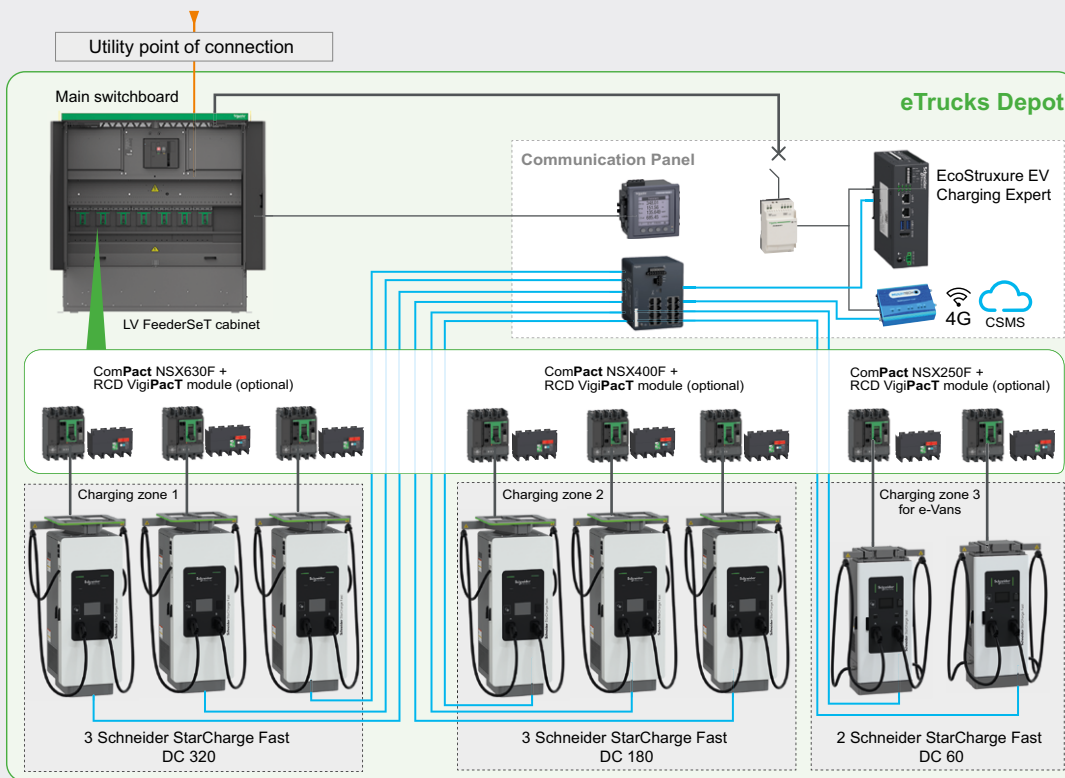 Utility point of connection
eTrucks Depot
Main switchboard
Communication Panel
EcoStruxure EV
Charging Expert
4G
CSMS
LV FeederSeT cabinet
ComPact NSX630F +
RCD VigiPacT module (optional)
ComPact NSX400F +
RCD VigiPacT module (optional)
ComPact NSX250F +
RCD VigiPacT module (optional)
Charging zone 1
Charging zone 2
Charging zone 3
for e-Vans
3 Schneider StarCharge Fast
DC 320
3 Schneider StarCharge Fast
DC 180
2 Schneider StarCharge Fast
DC 60